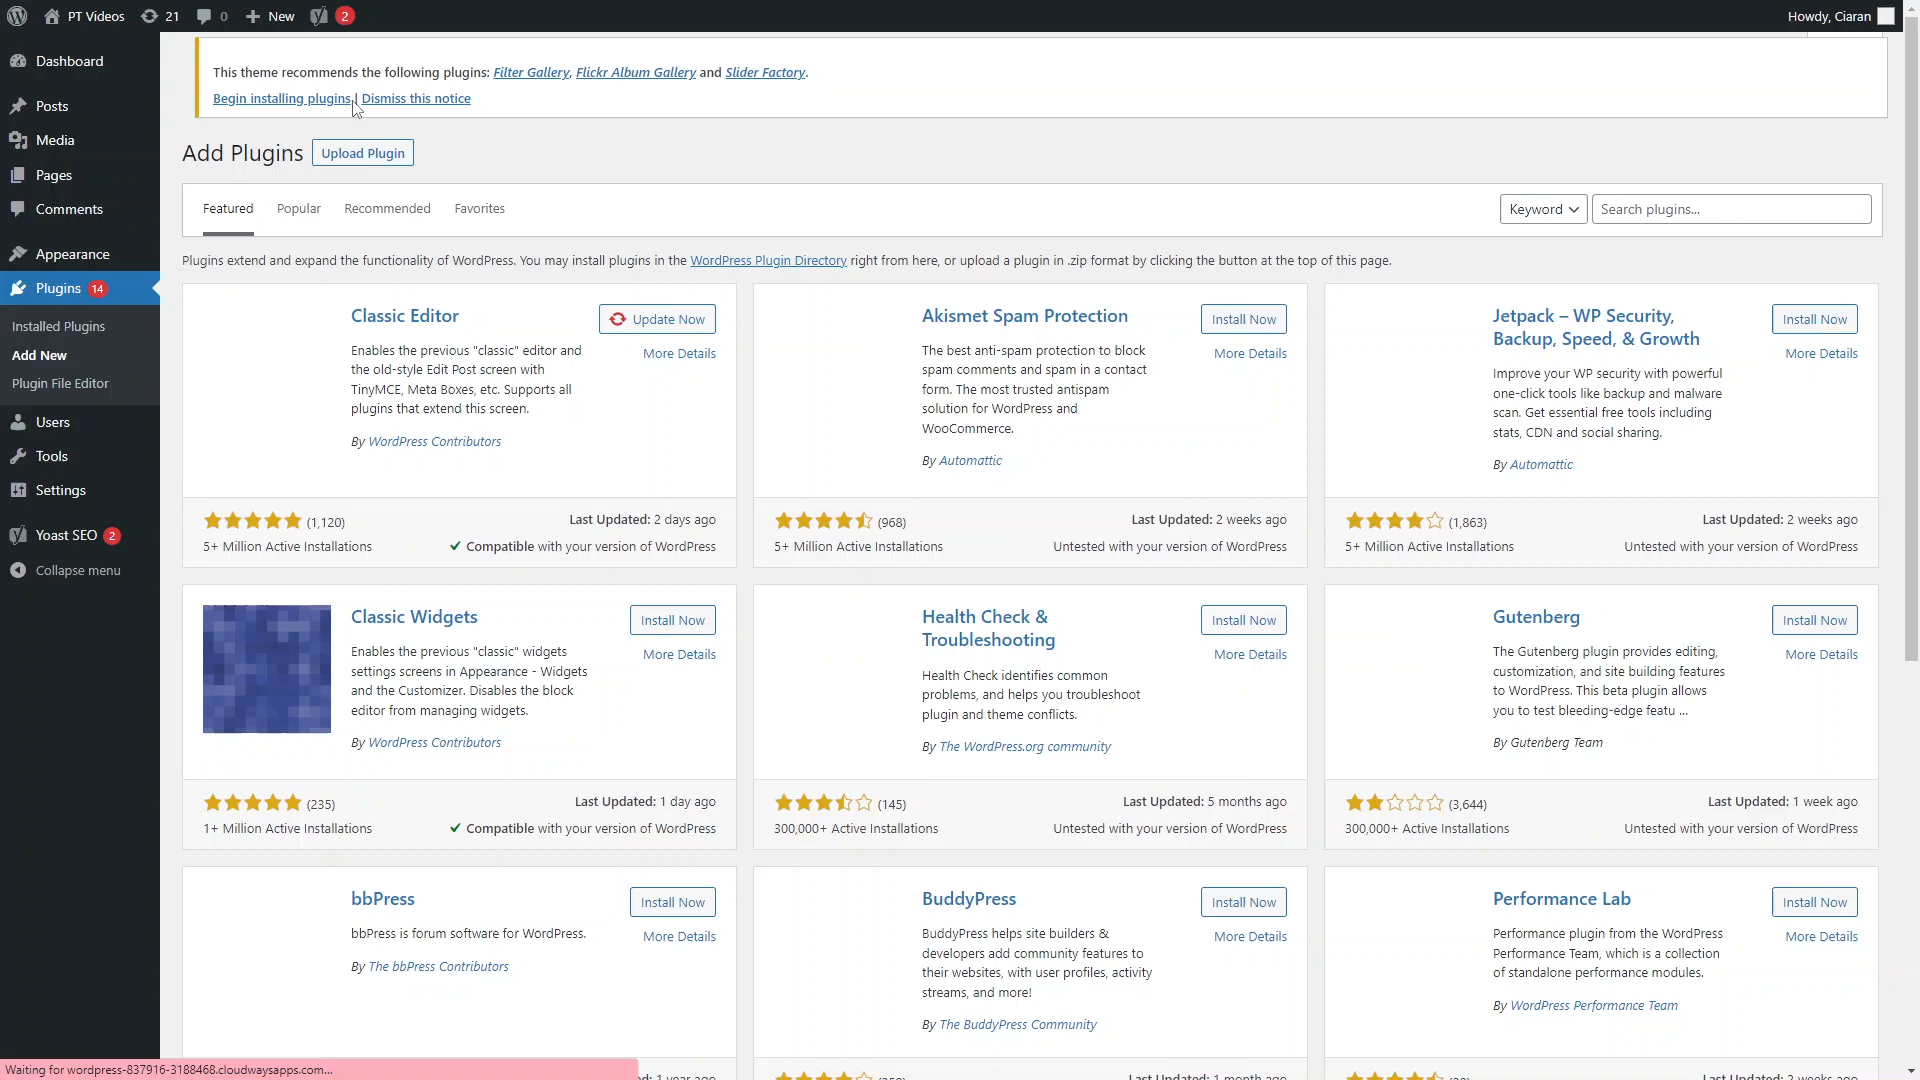 PT Videos 21 0 New 2 Howdy, Ciaran
Dashboard
Posts
Media
Pages
Comments
Appearance
Plugins 14
Installed Plugins
Add New
Plugin File Editor
Users
Tools
Settings
Yoast SEO 2
Collapse menu
This theme recommends the following plugins: Filter Gallery, Flickr Album Gallery and Slider Factory.
Begin installing plugins | Dismiss this notice
Add Plugins Upload Plugin
Featured Popular Recommended Favorites Keyword Search plugins...
Plugins extend and expand the functionality of WordPress. You may install plugins in the WordPress Plugin Directory right from here, or upload a plugin in .zip format by clicking the button at the top of this page.
Classic Editor
Update Now
More Details
Enables the previous "classic" editor and
the old-style Edit Post screen with
TinyMCE, Meta Boxes, etc. Supports all
plugins that extend this screen.
By WordPress Contributors
(1,120)
Last Updated: 2 days ago
5+ Million Active Installations
Compatible with your version of WordPress
Akismet Spam Protection
Install Now
More Details
The best anti-spam protection to block
spam comments and spam in a contact
form. The most trusted antispam
solution for WordPress and
WooCommerce.
By Automattic
(968)
Last Updated: 2 weeks ago
5+ Million Active Installations
Untested with your version of WordPress
Jetpack – WP Security,
Backup, Speed, & Growth
Install Now
More Details
Improve your WP security with powerful
one-click tools like backup and malware
scan. Get essential free tools including
stats, CDN and social sharing.
By Automattic
(1,863)
Last Updated: 2 weeks ago
5+ Million Active Installations
Untested with your version of WordPress
Classic Widgets
Install Now
More Details
Enables the previous "classic" widgets
settings screens in Appearance - Widgets
and the Customizer. Disables the block
editor from managing widgets.
By WordPress Contributors
(235)
Last Updated: 1 day ago
1+ Million Active Installations
Compatible with your version of WordPress
Health Check &
Troubleshooting
Install Now
More Details
Health Check identifies common
problems, and helps you troubleshoot
plugin and theme conflicts.
By The WordPress.org community
(145)
Last Updated: 5 months ago
300,000+ Active Installations
Untested with your version of WordPress
Gutenberg
Install Now
More Details
The Gutenberg plugin provides editing,
customization, and site building features
to WordPress. This beta plugin allows
you to test bleeding-edge featu ...
By Gutenberg Team
(3,644)
Last Updated: 1 week ago
300,000+ Active Installations
Untested with your version of WordPress
bbPress
Install Now
More Details
bbPress is forum software for WordPress.
By The bbPress Contributors
BuddyPress
Install Now
More Details
BuddyPress helps site builders &
developers add community features to
their websites, with user profiles, activity
streams, and more!
By The BuddyPress Community
Last Updated: 1 month ago
Performance Lab
Install Now
More Details
Performance plugin from the WordPress
Performance Team, which is a collection
of standalone performance modules.
By WordPress Performance Team
Last Updated: 2 weeks ago
Waiting for wordpress-837916-3188468.cloudwaysapps.com...
ed: 1 year ago